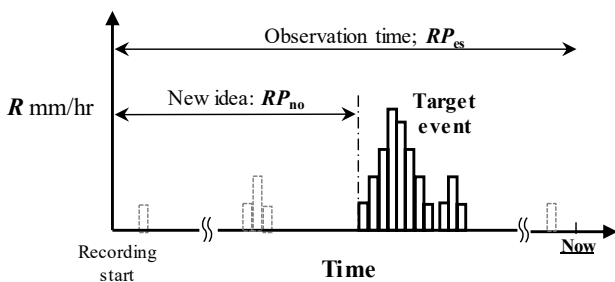 Observation time; RPes
New idea: RPno
Target
event
R mm/hr
Recording
start
Now
Time